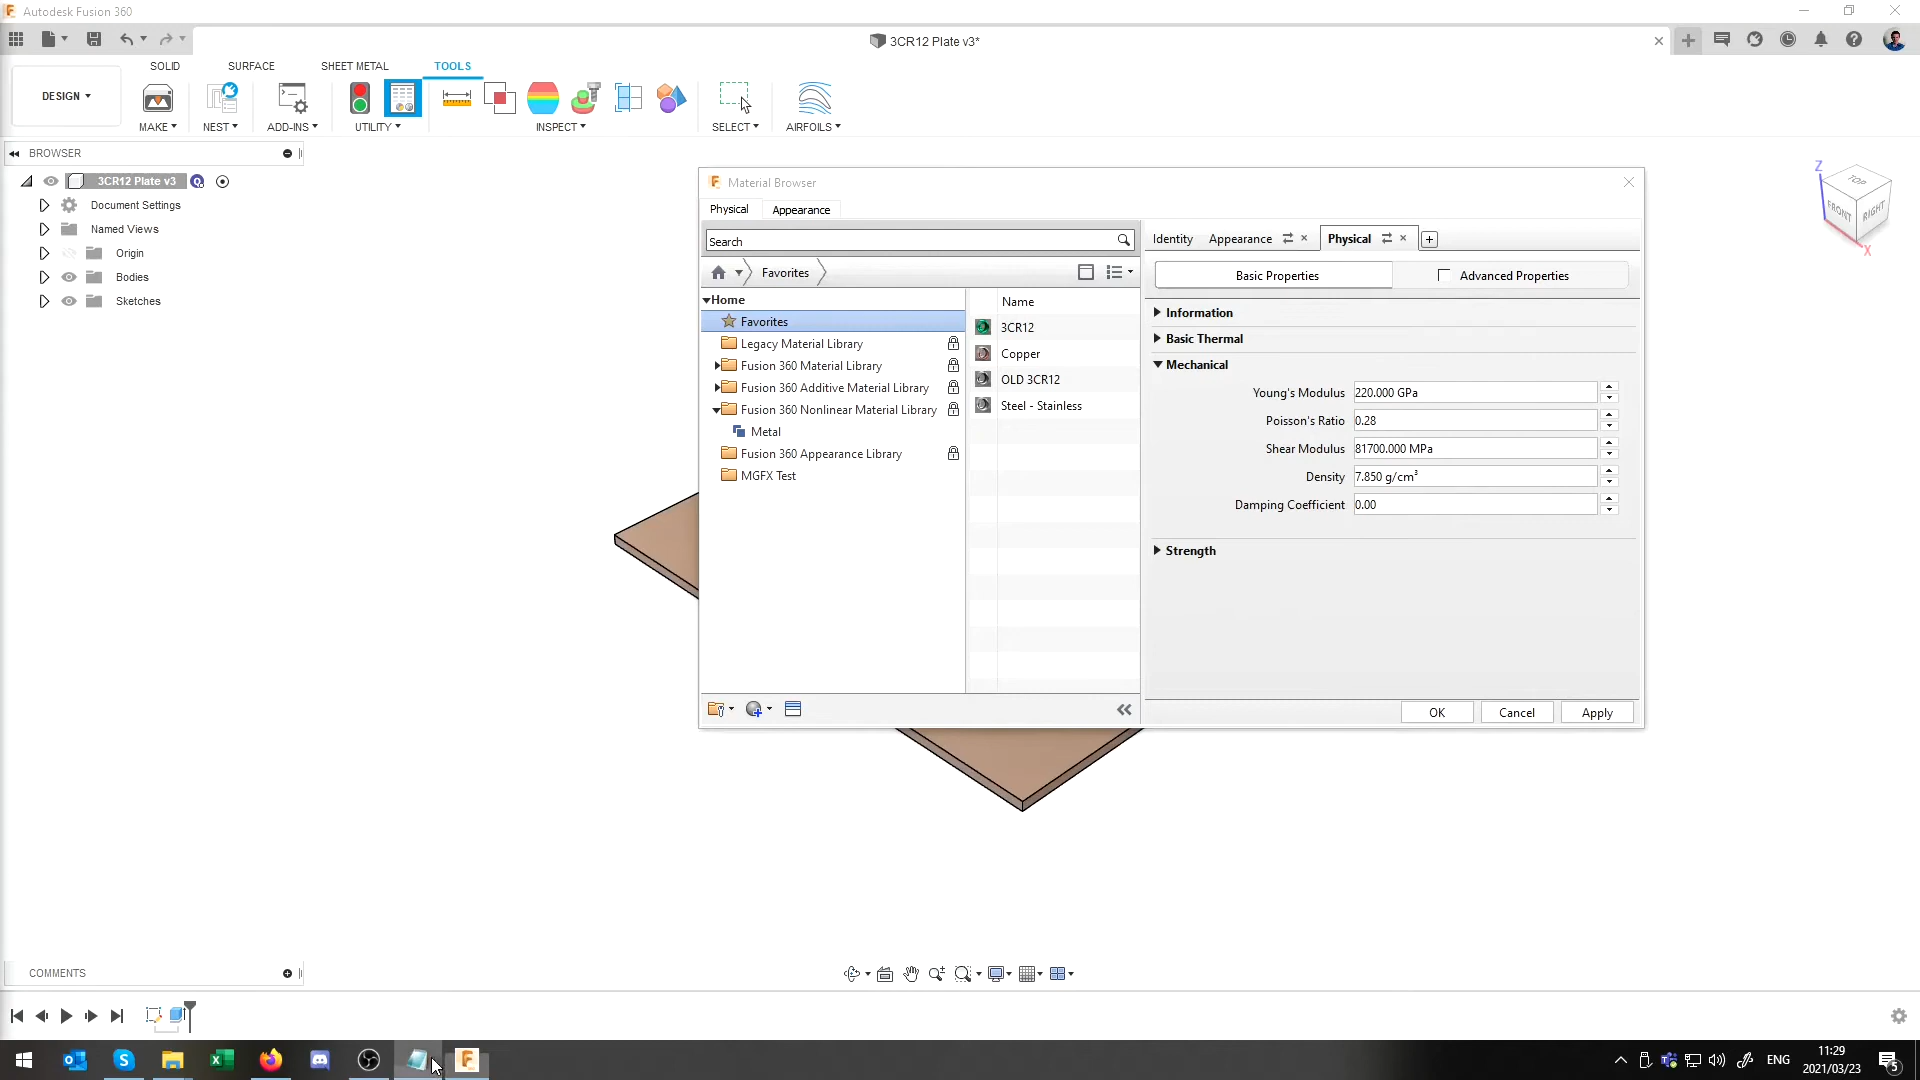 Autodesk Fusion 360
3CR12 Plate v3*
SOLID
SURFACE
SHEET METAL
TOOLS
DESIGN
MAKE
NEST
ADD-INS
UTILITY
INSPECT
SELECT
AIRFOILS
BROWSER
3CR12 Plate v3
Document Settings
Named Views
Origin
Bodies
Sketches
Material Browser
Physical
Appearance
Search
Favorites
Home
Favorites
Legacy Material Library
Fusion 360 Material Library
Fusion 360 Additive Material Library
Fusion 360 Nonlinear Material Library
Metal
Fusion 360 Appearance Library
MGFX Test
Name
3CR12
Copper
OLD 3CR12
Steel - Stainless
Identity
Appearance
Physical
Basic Properties
Advanced Properties
Information
Basic Thermal
Mechanical
Young's Modulus 220.000 GPa
Poisson's Ratio 0.28
Shear Modulus 81700.000 MPa
Density 7.850 g/cm³
Damping Coefficient 0.00
Strength
OK
Cancel
Apply
Z
TOP
FRONT
RIGHT
X
COMMENTS
ENG
11:29
2021/03/23
5